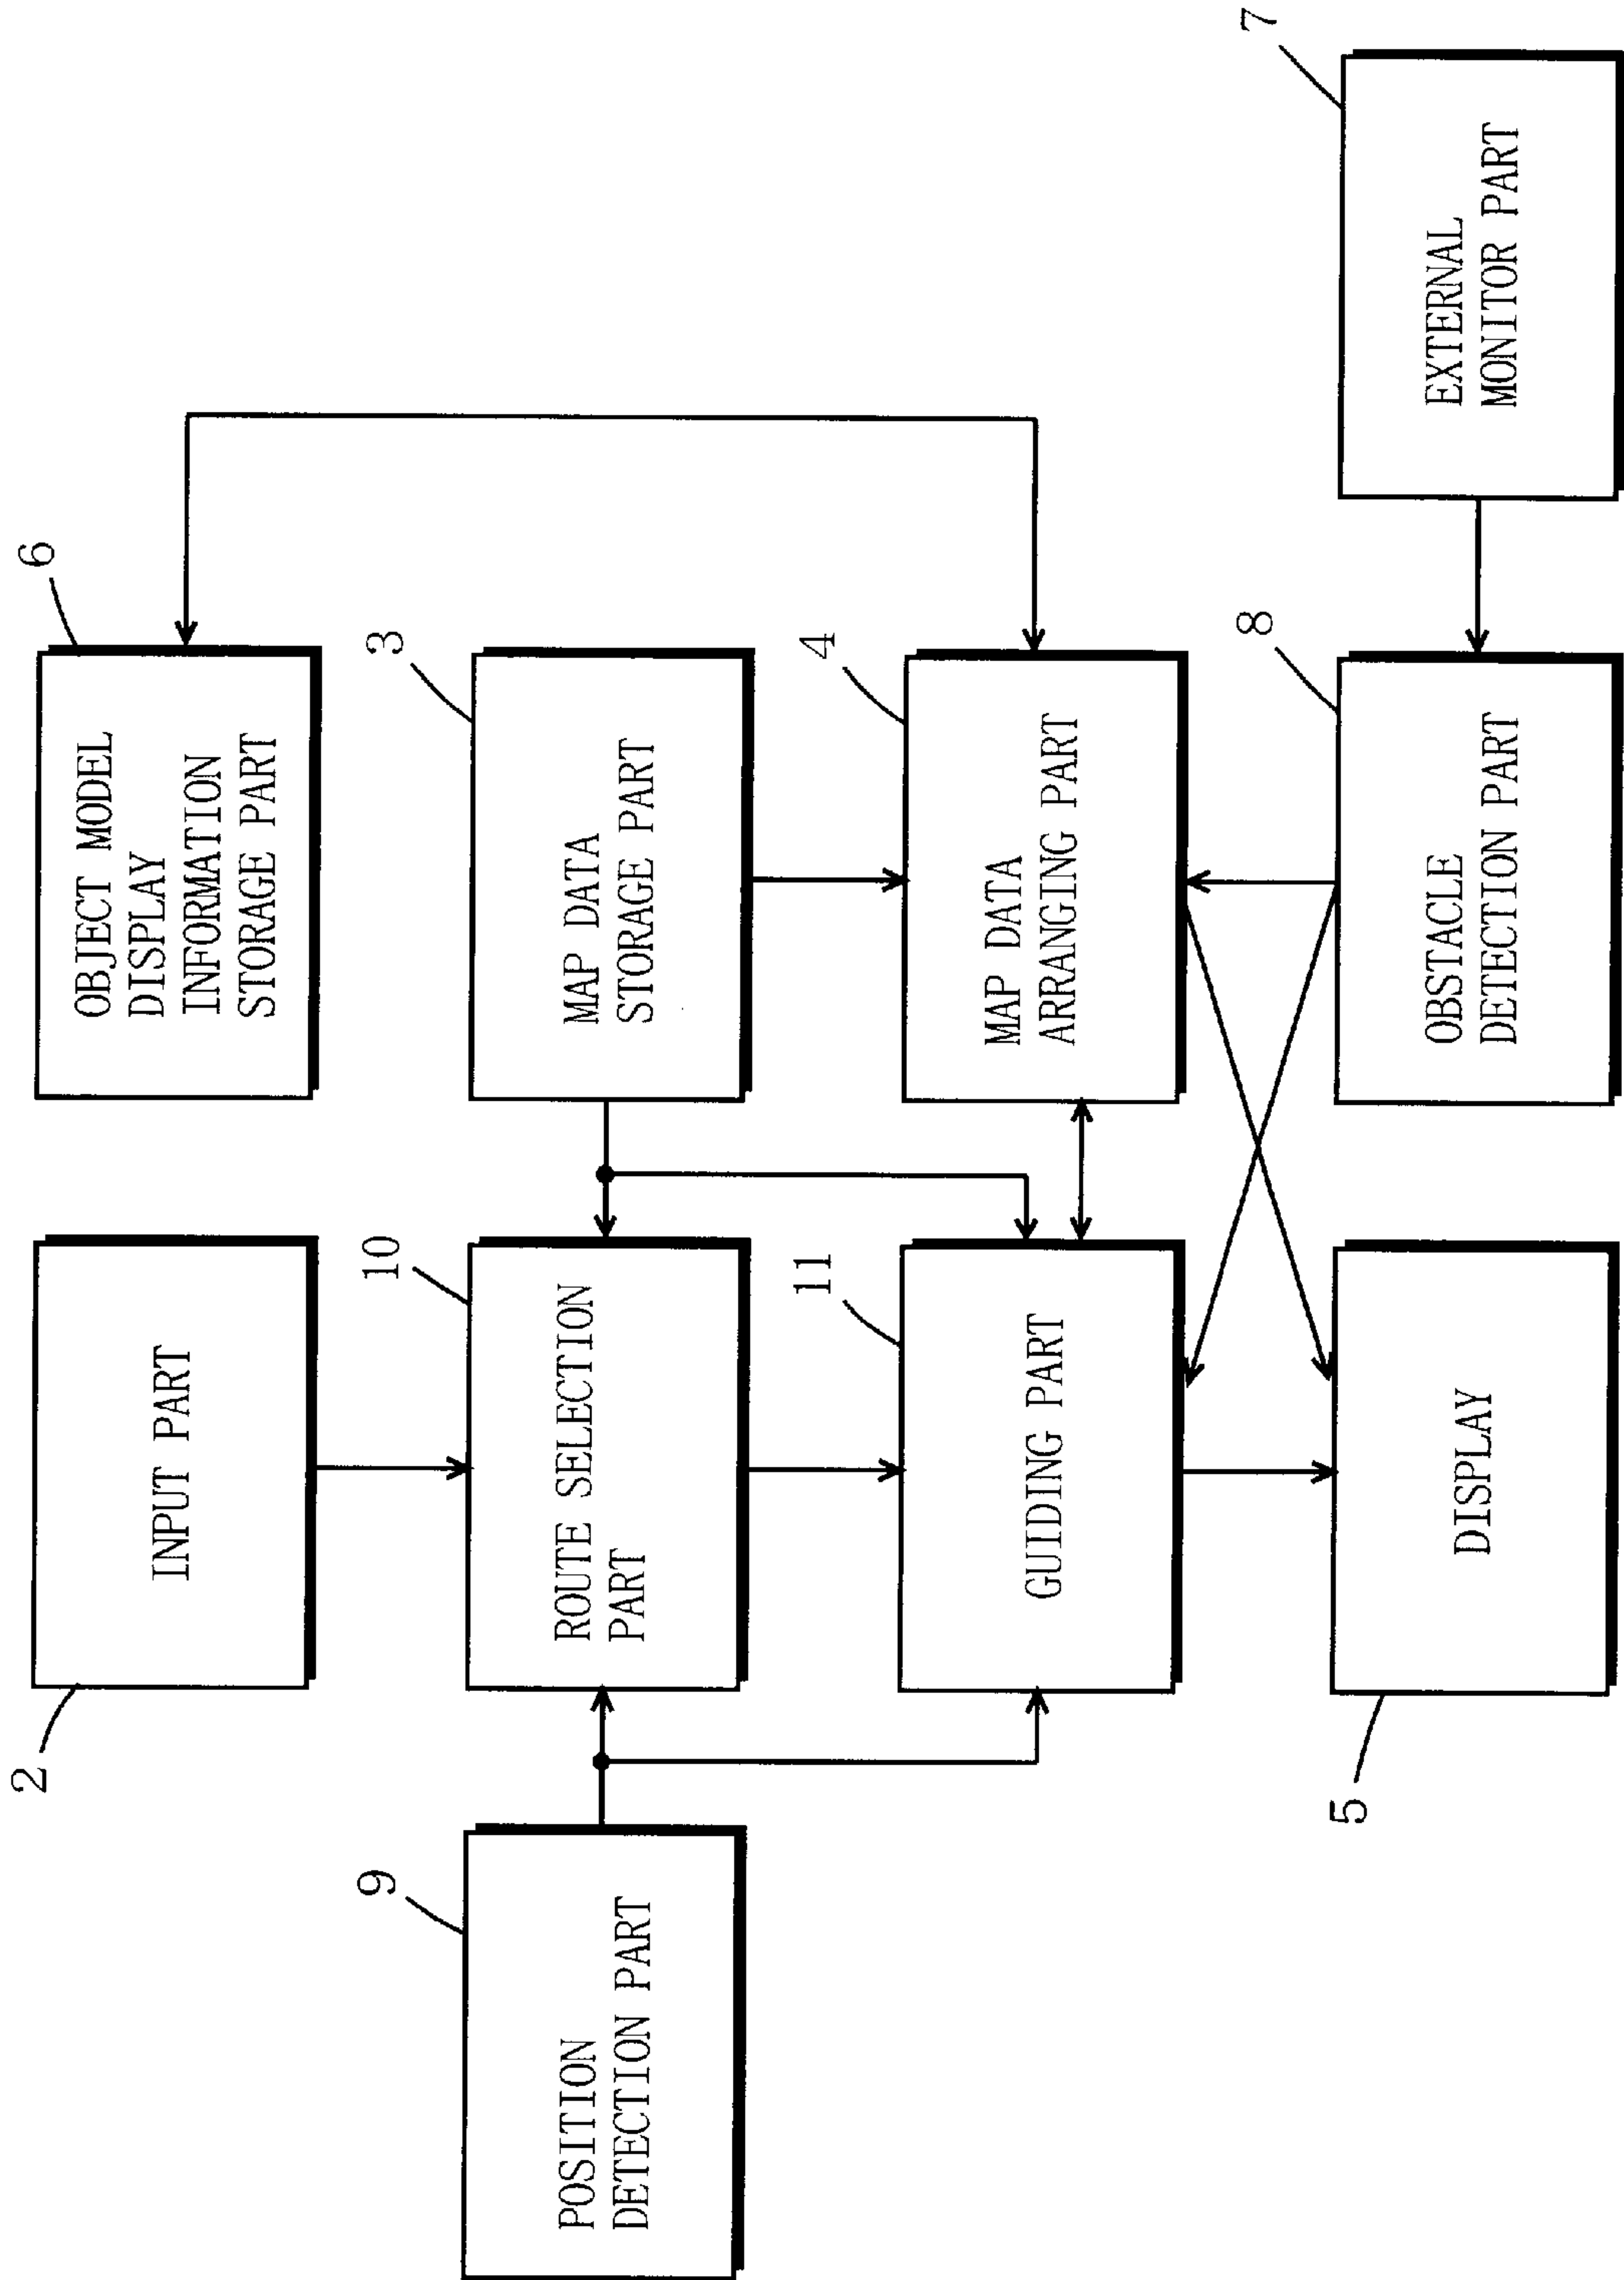 2
INPUT PART
6
OBJECT MODEL
DISPLAY
INFORMATION
STORAGE PART
9
POSITION
DETECTION PART
10
ROUTE SELECTION
PART
3
MAP DATA
STORAGE PART
11
GUIDING PART
4
MAP DATA
ARRANGING PART
5
DISPLAY
8
OBSTACLE
DETECTION PART
7
EXTERNAL
MONITOR PART